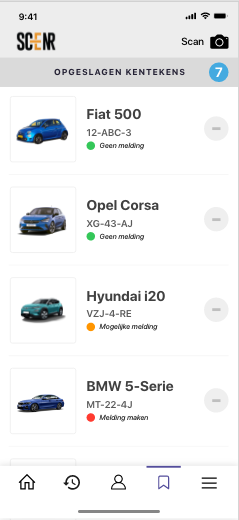 9:41
SCENR
Scan
OPGESLAGEN KENTEKENS
7
Fiat 500
12-ABC-3
Geen melding
Opel Corsa
XG-43-AJ
Geen melding
Hyundai i20
VZJ-4-RE
Mogelijke melding
BMW 5-Serie
MT-22-4J
Melding maken